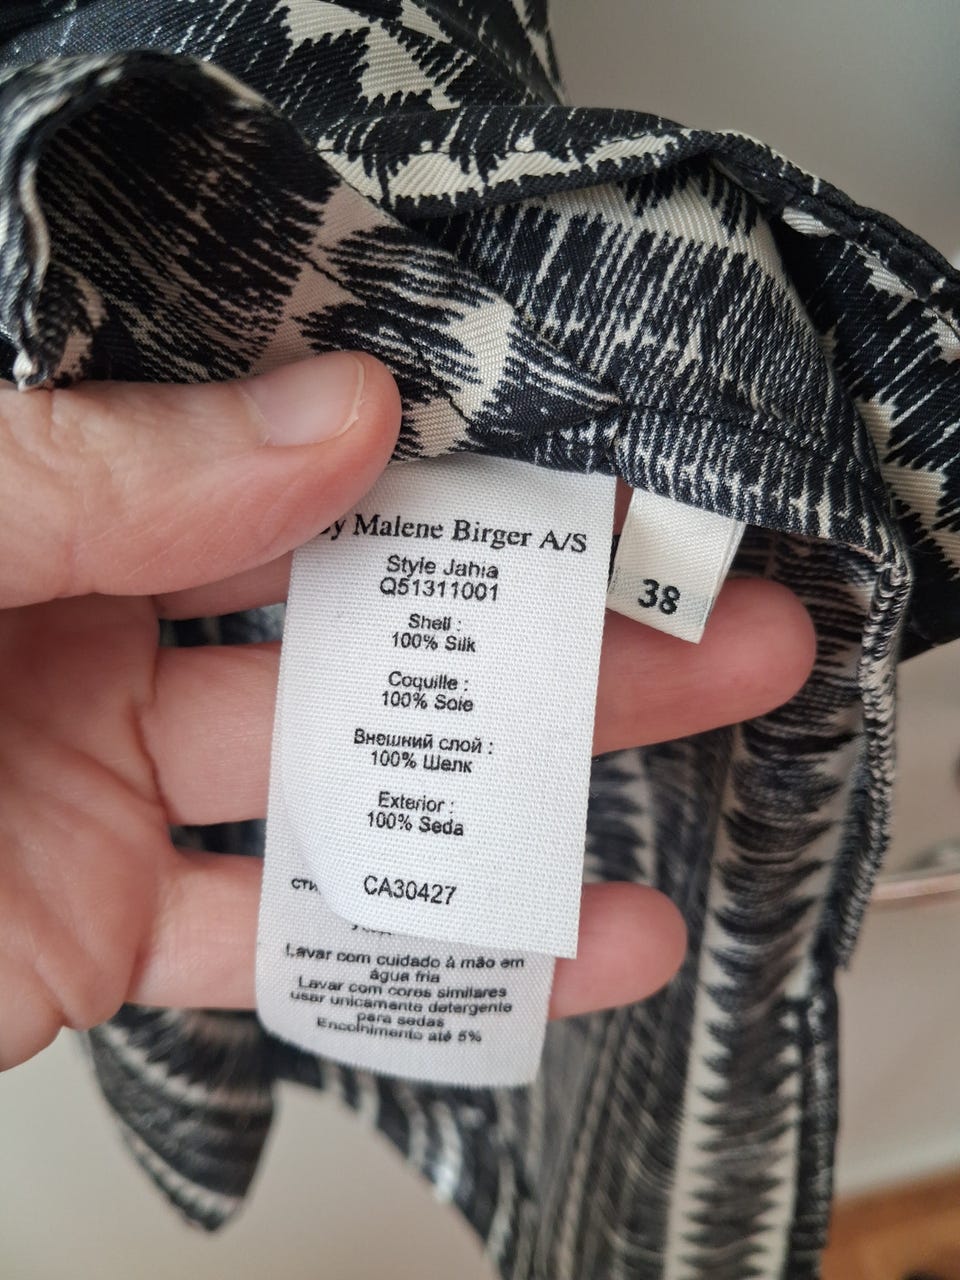 By Malene Birger A/S
Style Jahia
Q51311001
Shell :
100% Silk
Coquille :
100% Soie
Внешний слой :
100% Шелк
Exterior :
100% Seda
CA30427
38
Lavar com cuidado à mão em
água fria
Lavar com cores similares
usar unicamente detergente
para sedas
Encolhimento até 5%